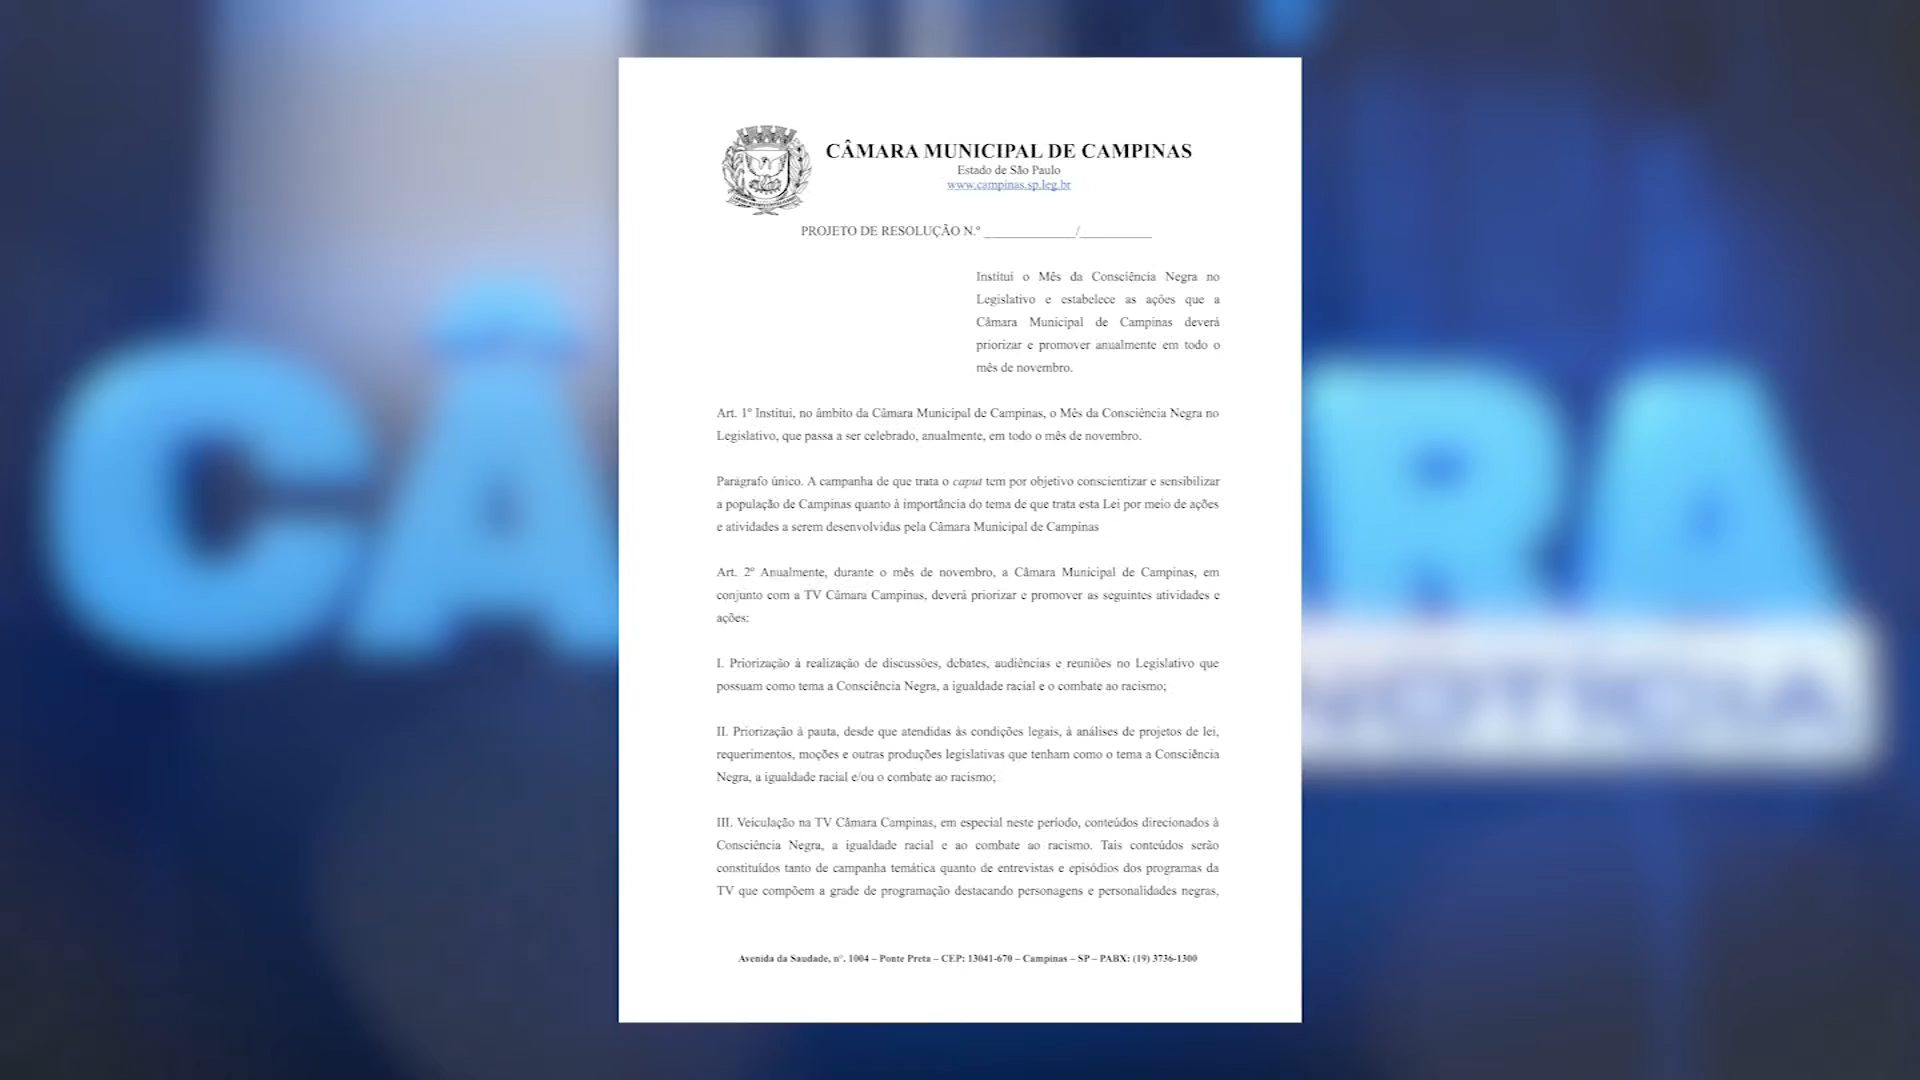 CÂMARA MUNICIPAL DE CAMPINAS
Estado de São Paulo
www.campinas.sp.leg.br
PROJETO DE RESOLUÇÃO N.º ______________/___________
Institui o Mês da Consciência Negra no
Legislativo e estabelece as ações que a
Câmara Municipal de Campinas deverá
priorizar e promover anualmente em todo o
mês de novembro.
Art. 1º Institui, no âmbito da Câmara Municipal de Campinas, o Mês da Consciência Negra no
Legislativo, que passa a ser celebrado, anualmente, em todo o mês de novembro.
Parágrafo único. A campanha de que trata o caput tem por objetivo conscientizar e sensibilizar
a população de Campinas quanto à importância do tema de que trata esta Lei por meio de ações
e atividades a serem desenvolvidas pela Câmara Municipal de Campinas
Art. 2º Anualmente, durante o mês de novembro, a Câmara Municipal de Campinas, em
conjunto com a TV Câmara Campinas, deverá priorizar e promover as seguintes atividades e
ações:
I. Priorização à realização de discussões, debates, audiências e reuniões no Legislativo que
possuam como tema a Consciência Negra, a igualdade racial e o combate ao racismo;
II. Priorização à pauta, desde que atendidas às condições legais, á análises de projetos de lei,
requerimentos, moções e outras produções legislativas que tenham como o tema a Consciência
Negra, a igualdade racial e/ou o combate ao racismo;
III. Veiculação na TV Câmara Campinas, em especial neste período, conteúdos direcionados à
Consciência Negra, a igualdade racial e ao combate ao racismo. Tais conteúdos serão
constituídos tanto de campanha temática quanto de entrevistas e episódios dos programas da
TV que compõem a grade de programação destacando personagens e personalidades negras,
Avenida da Saudade, nº. 1004 – Ponte Preta – CEP: 13041-670 – Campinas – SP – PABX: (19) 3736-1300
CÂ
RA